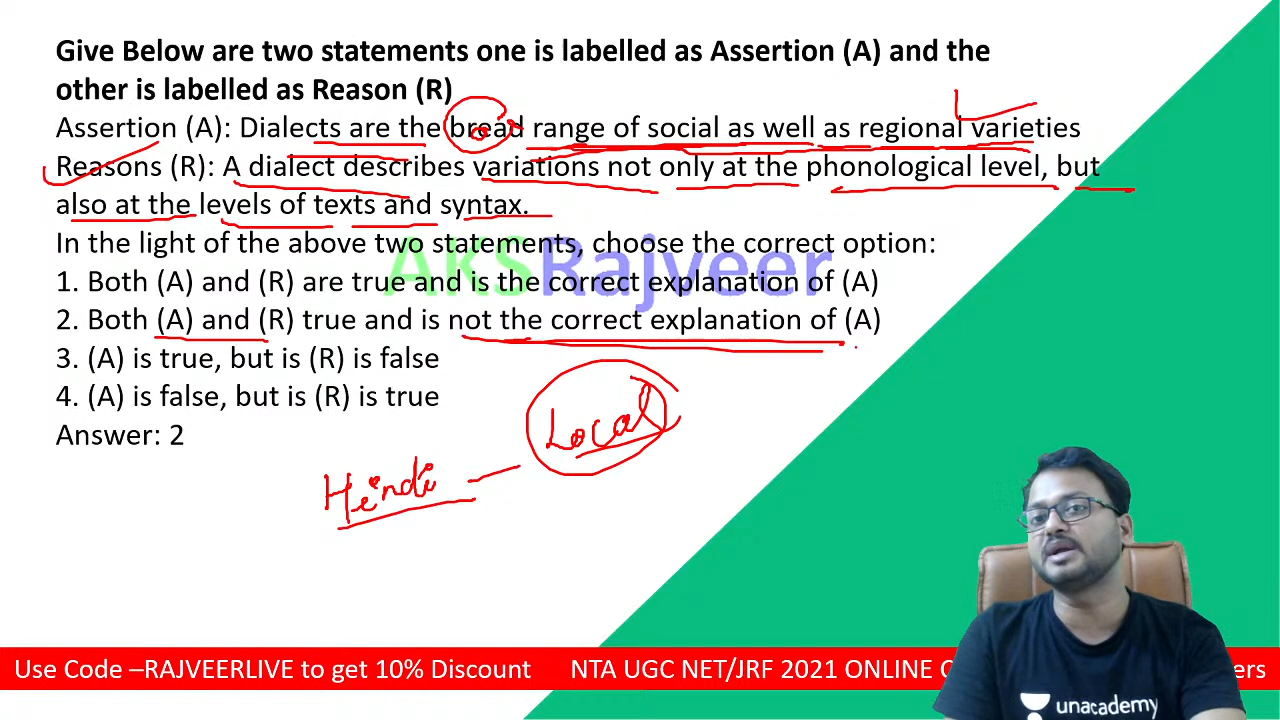 Give Below are two statements one is labelled as Assertion (A) and the
other is labelled as Reason (R)
Assertion (A): Dialects are the bread range of social as well as regional varieties
Reasons (R): A dialect describes variations not only at the phonological level, but
also at the levels of texts and syntax.
In the light of the above two statements, choose the correct option:
AKSRajveer
1. Both (A) and (R) are true and is the correct explanation of (A)
2. Both (A) and (R) true and is not the correct explanation of (A)
3. (A) is true, but is (R) is false
4. (A) is false, but is (R) is true
Answer: 2
Local
Hindi
unacademy
Use Code –RAJVEERLIVE to get 10% Discount NTA UGC NET/JRF 2021 ONLINE